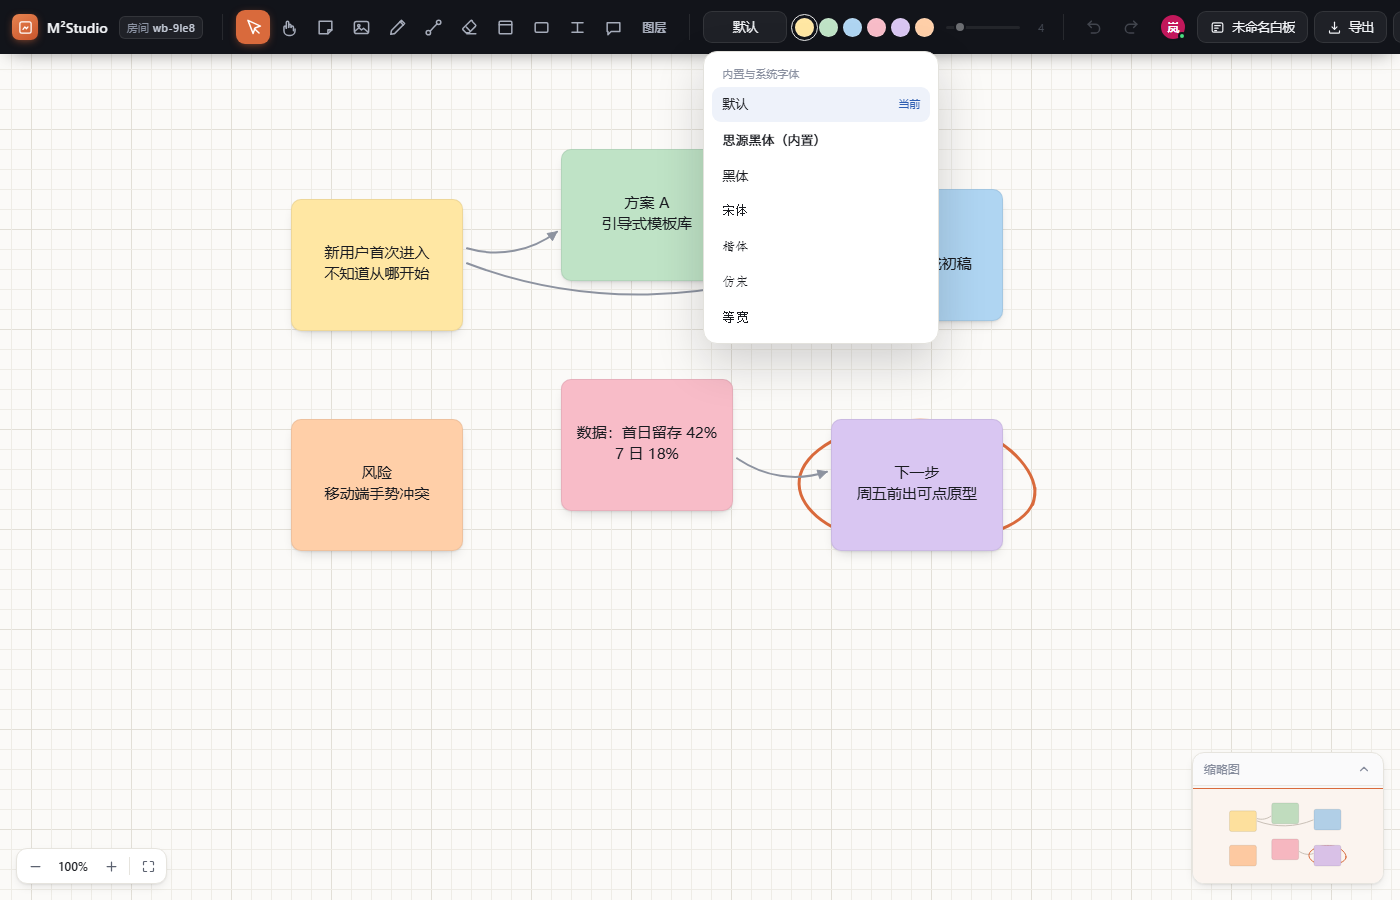 M²Studio
房间 wb-9le8
图层
默认
4
岚
未命名白板
导出
内置与系统字体
默认
当前
思源黑体（内置）
黑体
宋体
楷体
仿宋
等宽
新用户首次进入
不知道从哪开始
方案 A
引导式模板库
初稿
风险
移动端手势冲突
数据：首日留存 42%
7 日 18%
下一步
周五前出可点原型
缩略图
100%